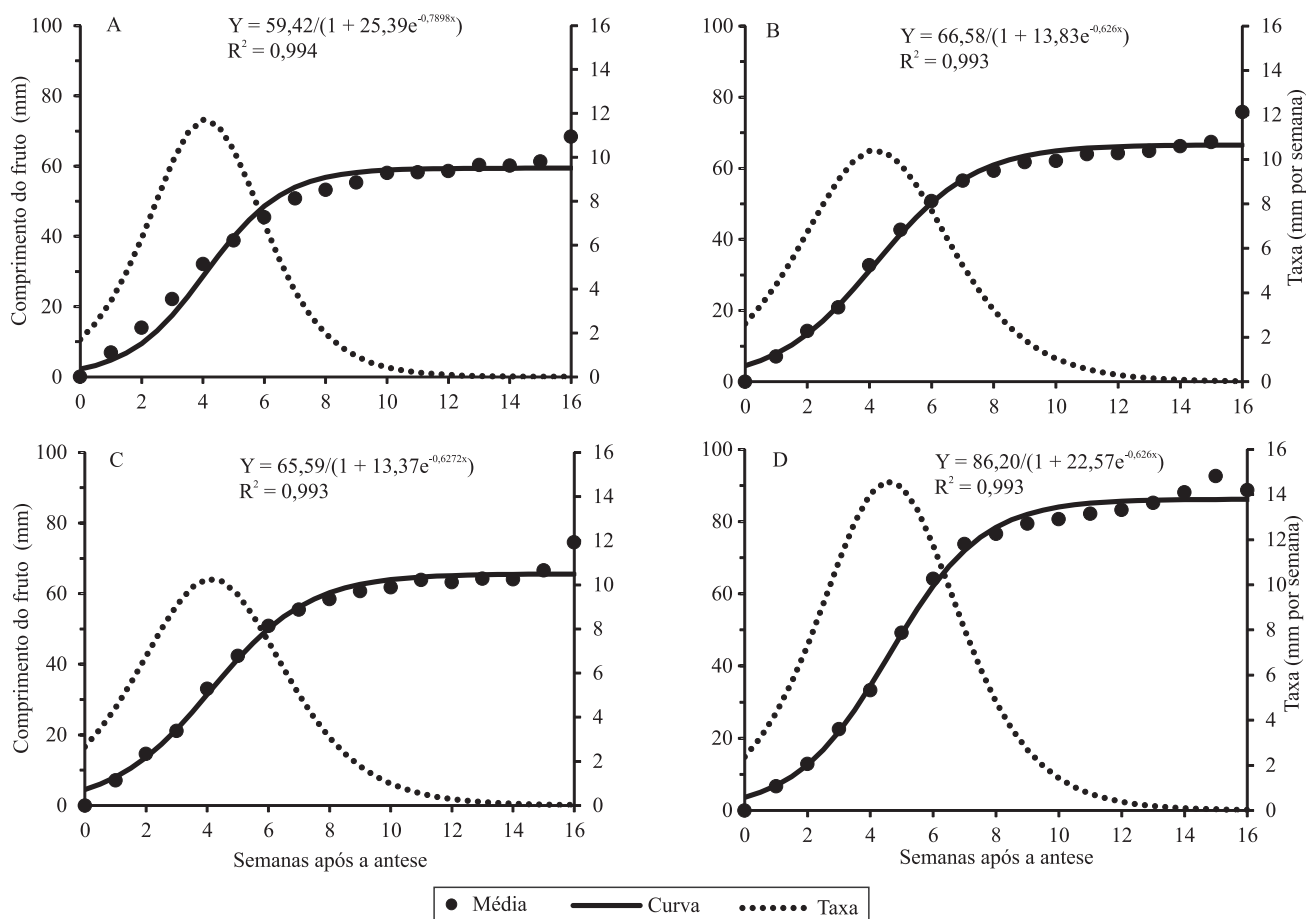 A
Y = 59,42/(1 + 25,39e^-0,7898x)
R² = 0,994
Comprimento do fruto (mm)
100
80
60
40
20
0
16
14
12
10
8
6
4
2
0
0 2 4 6 8 10 12 14 16
B
Y = 66,58/(1 + 13,83e^-0,626x)
R² = 0,993
100
80
60
40
20
0
16
14
12
10
8
6
4
2
0
Taxa (mm por semana)
0 2 4 6 8 10 12 14 16
C
Y = 65,59/(1 + 13,37e^-0,6272x)
R² = 0,993
Comprimento do fruto (mm)
100
80
60
40
20
0
16
14
12
10
8
6
4
2
0
0 2 4 6 8 10 12 14 16
Semanas após a antese
D
Y = 86,20/(1 + 22,57e^-0,626x)
R² = 0,993
100
80
60
40
20
0
16
14
12
10
8
6
4
2
0
Taxa (mm por semana)
0 2 4 6 8 10 12 14 16
Semanas após a antese
Média Curva Taxa